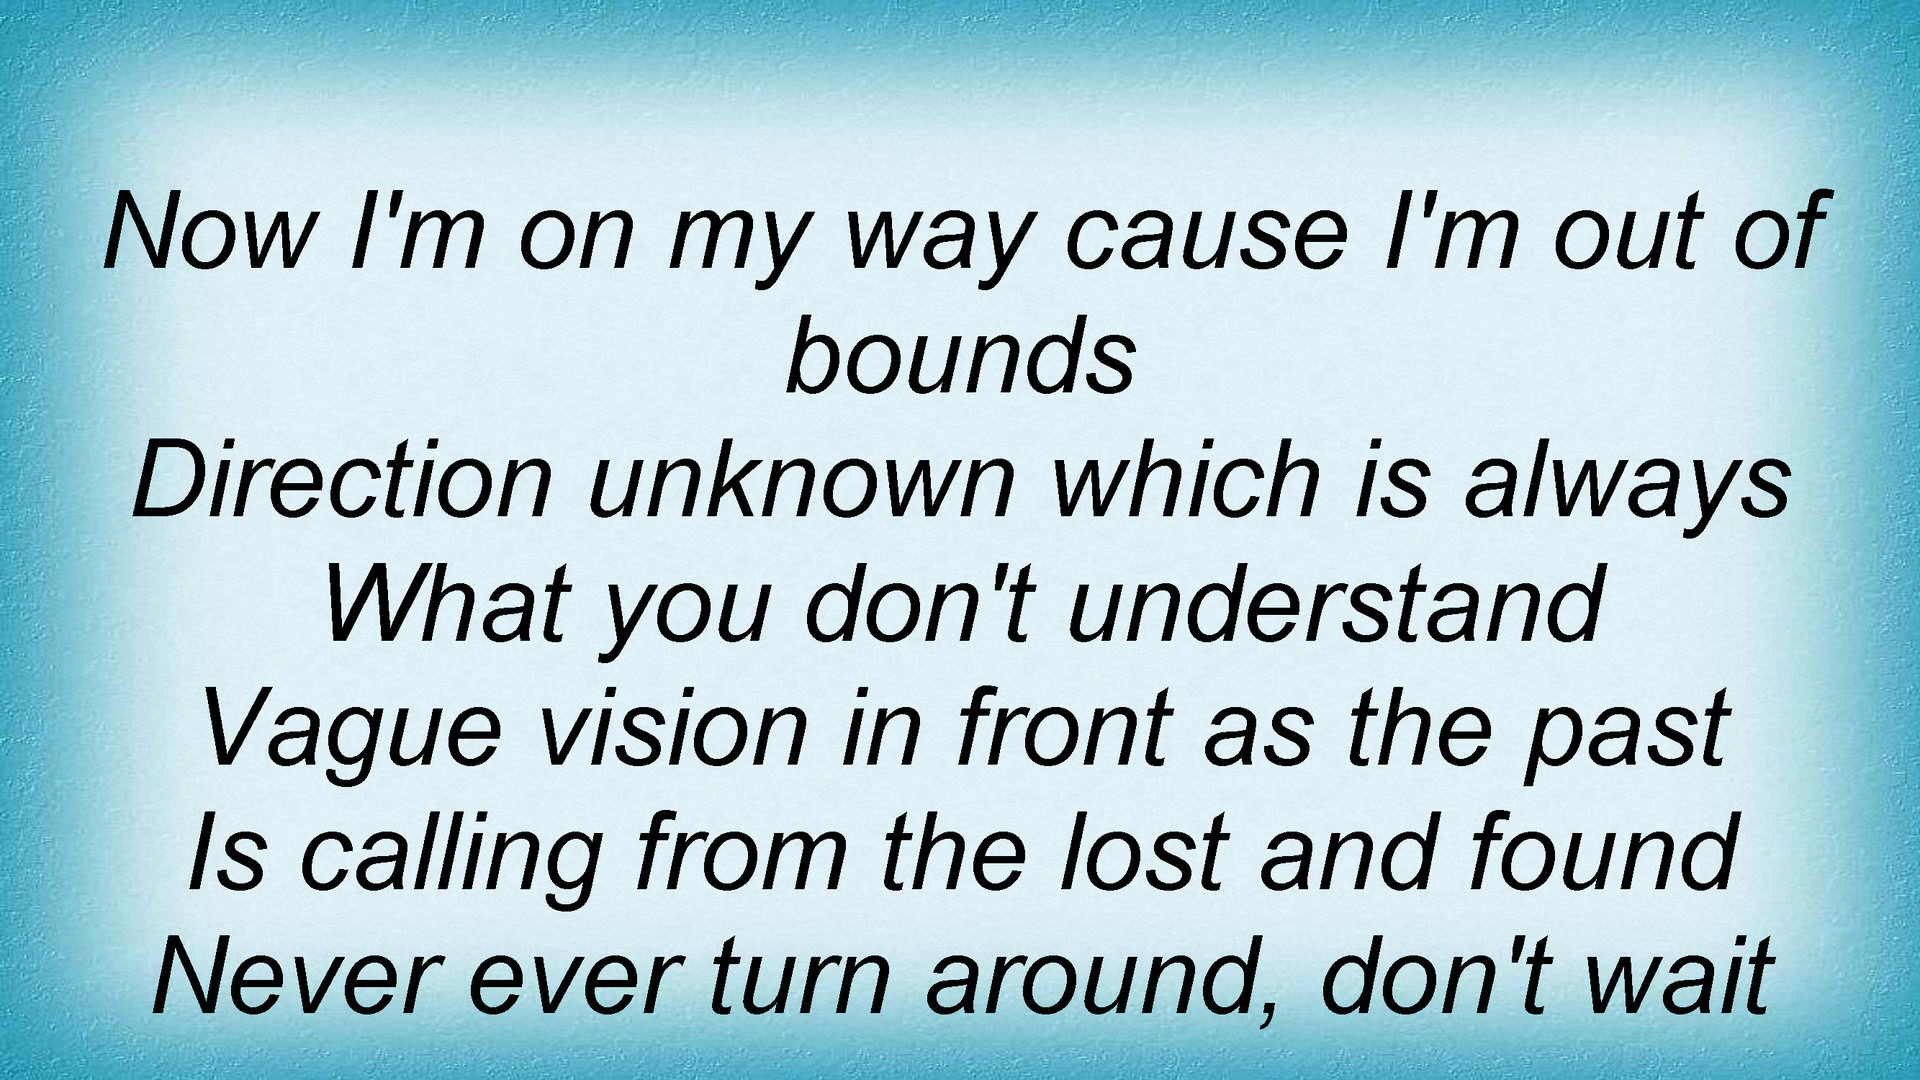 Now I'm on my way cause I'm out of
bounds
Direction unknown which is always
What you don't understand
Vague vision in front as the past
Is calling from the lost and found
Never ever turn around, don't wait